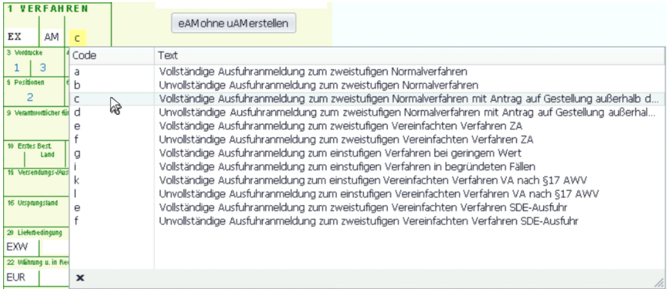 1 VERFAHREN
eAM ohne uAM erstellen
EX AM c
3 Vordrucke
1 3
5 Positionen
2
9 Verantwortlicher für
10 Erstes Best.
Land
15 Versendungs-/Aus
16 Ursprungsland
20 Lieferbedingung
EXW
22 Währung u. in Re
EUR
Code Text
a Vollständige Ausfuhranmeldung zum zweistufigen Normalverfahren
b Unvollständige Ausfuhranmeldung zum zweistufigen Normalverfahren
c Vollständige Ausfuhranmeldung zum zweistufigen Normalverfahren mit Antrag auf Gestellung außerhalb d...
d Unvollständige Ausfuhranmeldung zum zweistufigen Normalverfahren mit Antrag auf Gestellung außerhal...
e Vollständige Ausfuhranmeldung zum zweistufigen Vereinfachten Verfahren ZA
f Unvollständige Ausfuhranmeldung zum zweistufigen Vereinfachten Verfahren ZA
g Vollständige Ausfuhranmeldung zum einstufigen Verfahren bei geringem Wert
i Vollständige Ausfuhranmeldung zum einstufigen Verfahren in begründeten Fällen
k Vollständige Ausfuhranmeldung zum einstufigen Vereinfachten Verfahren VA nach §17 AWV
l Unvollständige Ausfuhranmeldung zum einstufigen Vereinfachten Verfahren VA nach §17 AWV
e Vollständige Ausfuhranmeldung zum zweistufigen Vereinfachten Verfahren SDE-Ausfuhr
f Unvollständige Ausfuhranmeldung zum zweistufigen Vereinfachten Verfahren SDE-Ausfuhr